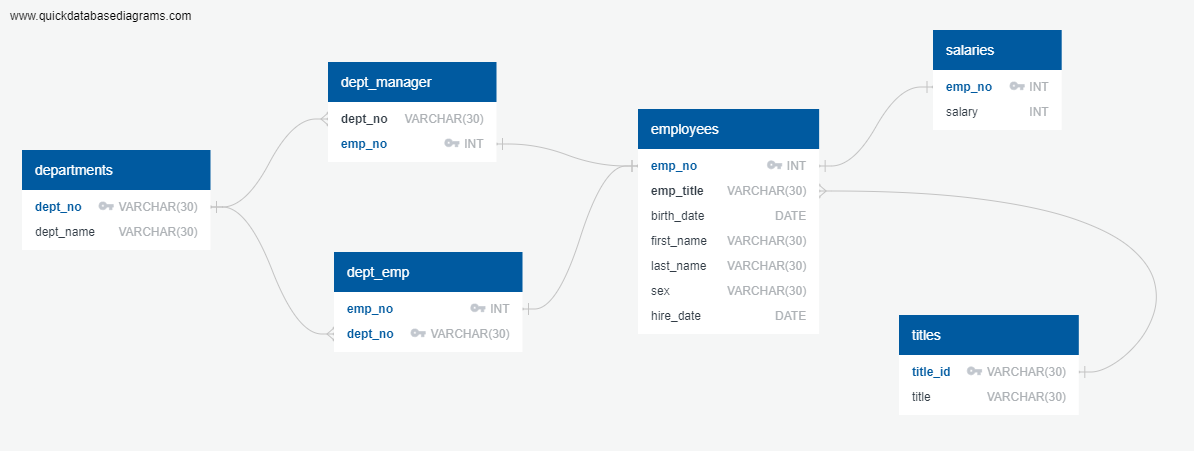 www.quickdatabasediagrams.com
departments
dept_no VARCHAR(30)
dept_name VARCHAR(30)
dept_manager
dept_no VARCHAR(30)
emp_no INT
dept_emp
emp_no INT
dept_no VARCHAR(30)
employees
emp_no INT
emp_title VARCHAR(30)
birth_date DATE
first_name VARCHAR(30)
last_name VARCHAR(30)
sex VARCHAR(30)
hire_date DATE
salaries
emp_no INT
salary INT
titles
title_id VARCHAR(30)
title VARCHAR(30)